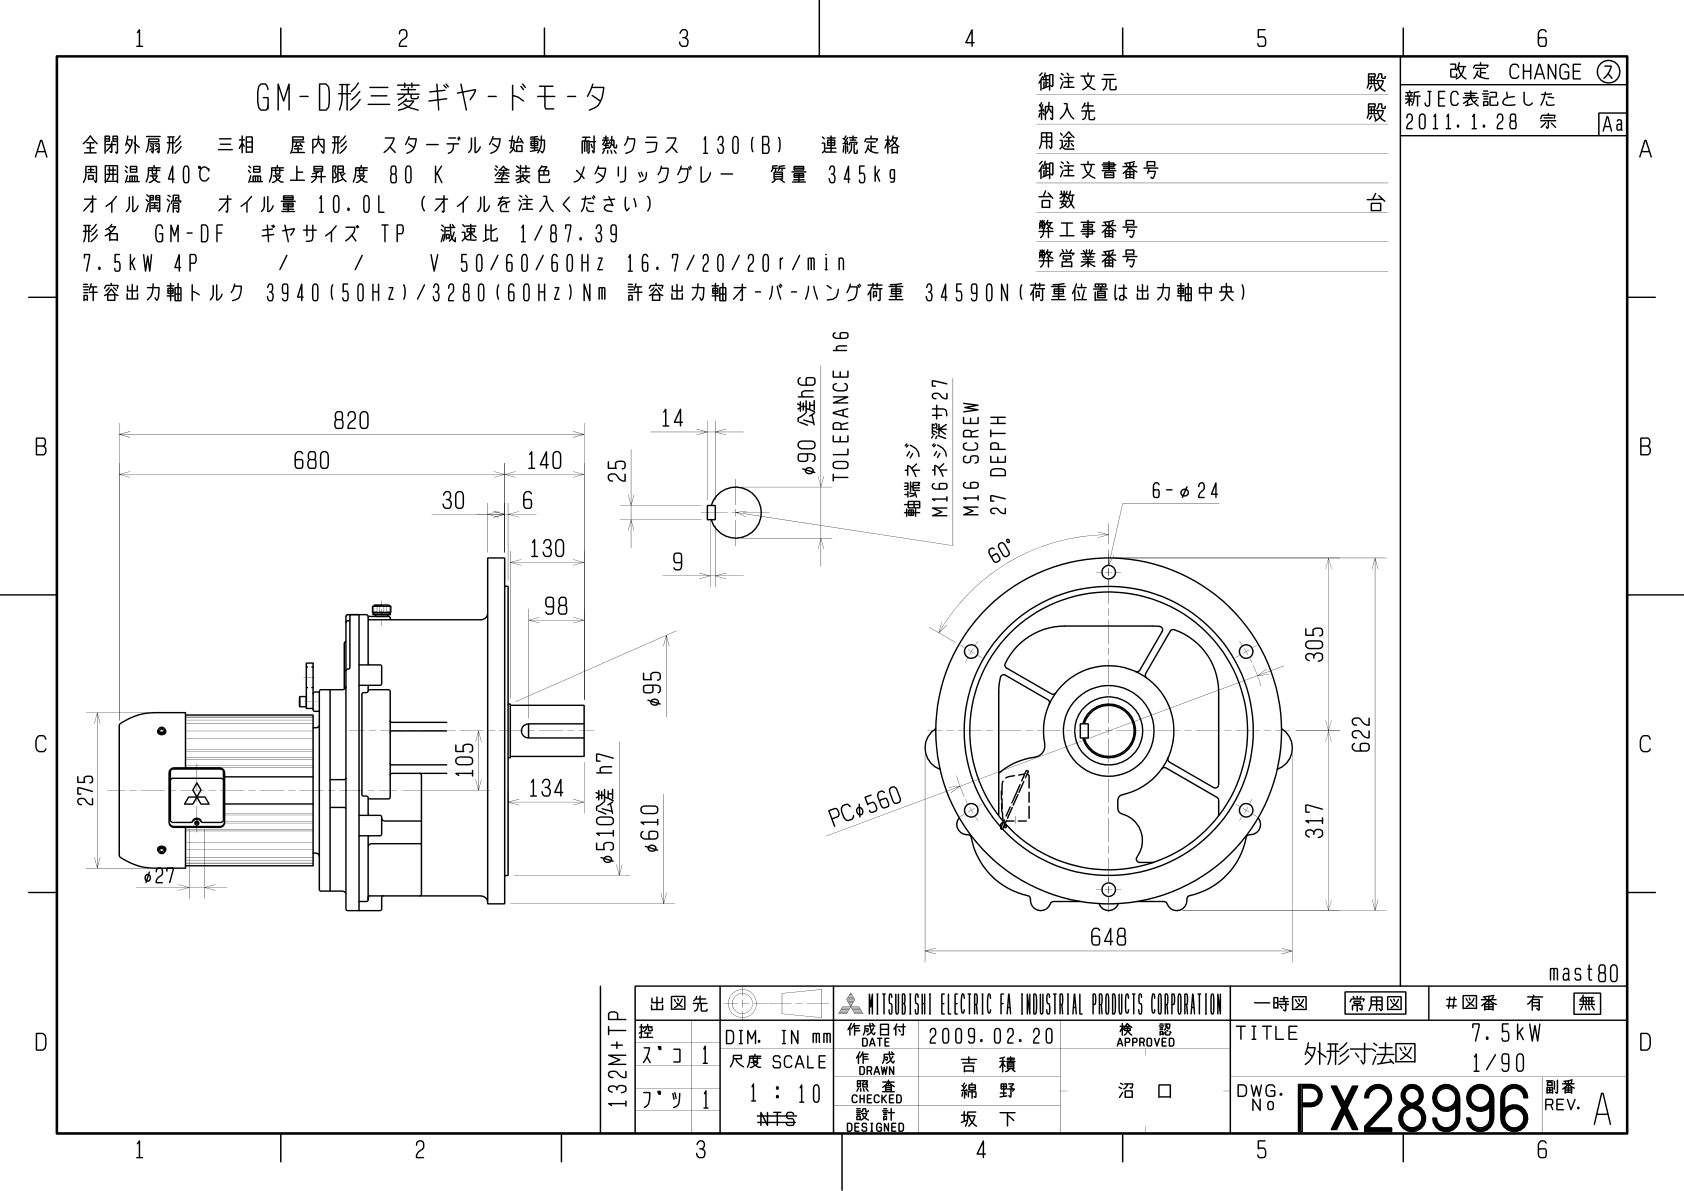 1 2 3 4 5 6
GM-D形三菱ギヤードモータ
全閉外扇形 三相 屋内形 スターデルタ始動 耐熱クラス 130(B) 連続定格
周囲温度40℃ 温度上昇限度 80 K 塗装色 メタリックグレー 質量 345kg
オイル潤滑 オイル量 10.0L (オイルを注入ください)
形名 GM-DF ギヤサイズ TP 減速比 1/87.39
7.5kW 4P / / V 50/60/60Hz 16.7/20/20r/min
許容出力軸トルク 3940(50Hz)/3280(60Hz)Nm 許容出力軸オーバーハング荷重 34590N(荷重位置は出力軸中央)
御注文元 殿
納入先 殿
用途
御注文書番号
台数 台
弊工事番号
弊営業番号
改定 CHANGE ス
新JEC表記とした
2011.1.28 宗 Aa
A A
B B
C C
D D
820
680 140
30 6
130
98
134
105
275
φ27
φ95
φ510公差 h7
φ610
14
25
9
φ90 公差h6
TOLERANCE h6
軸端ネジ
M16ネジ深サ27
M16 SCREW
27 DEPTH
6-φ24
60°
305
622
317
PCφ560
648
mast80
132M+TP
出図先
控
ズコ 1
ブツ 1
DIM. IN mm
尺度 SCALE
1 : 10
NTS
MITSUBISHI ELECTRIC FA INDUSTRIAL PRODUCTS CORPORATION
作成日付
DATE
2009.02.20
検 認
APPROVED
作 成
DRAWN
吉 積
照 査
CHECKED
綿 野
沼 口
設 計
DESIGNED
坂 下
一時図 常用図 #図番 有 無
TITLE
外形寸法図
7.5kW
1/90
DWG.
No
PX28996
副番
REV.
A
1 2 3 4 5 6